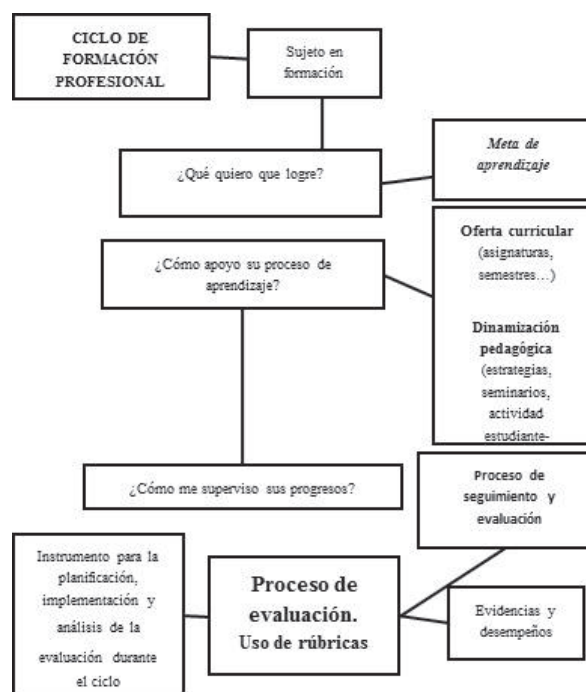 CICLO DE
FORMACIÓN
PROFESIONAL
Sujeto en
formación
¿Qué quiero que logre?
Meta de
aprendizaje
¿Cómo apoyo su proceso de
aprendizaje?
Oferta curricular
(asignaturas,
semestres…)
Dinamización
pedagógica
(estrategias,
seminarios,
actividad
estudiante-
¿Cómo me superviso sus progresos?
Proceso de
seguimiento y
evaluación
Instrumento para la
planificación,
implementación y
análisis de la
evaluación durante
el ciclo
Proceso de
evaluación.
Uso de rúbricas
Evidencias y
desempeños